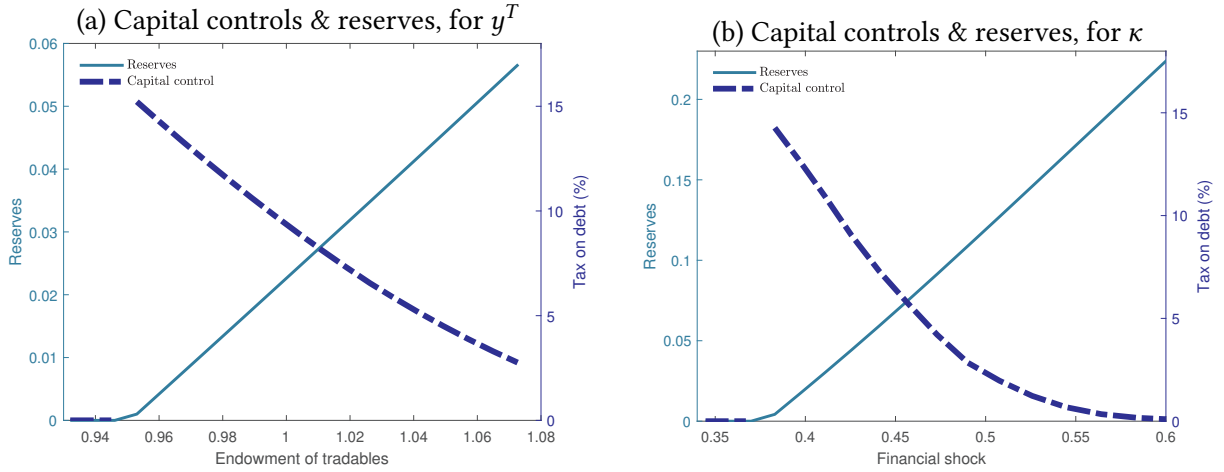 (a) Capital controls & reserves, for y^T
0.06
0.05
0.04
0.03
0.02
0.01
0
Reserves
Reserves
Capital control
15
10
5
0
Tax on debt (%)
0.94 0.96 0.98 1 1.02 1.04 1.06 1.08
Endowment of tradables
(b) Capital controls & reserves, for κ
0.2
0.15
0.1
0.05
0
Reserves
Reserves
Capital control
15
10
5
0
Tax on debt (%)
0.35 0.4 0.45 0.5 0.55 0.6
Financial shock